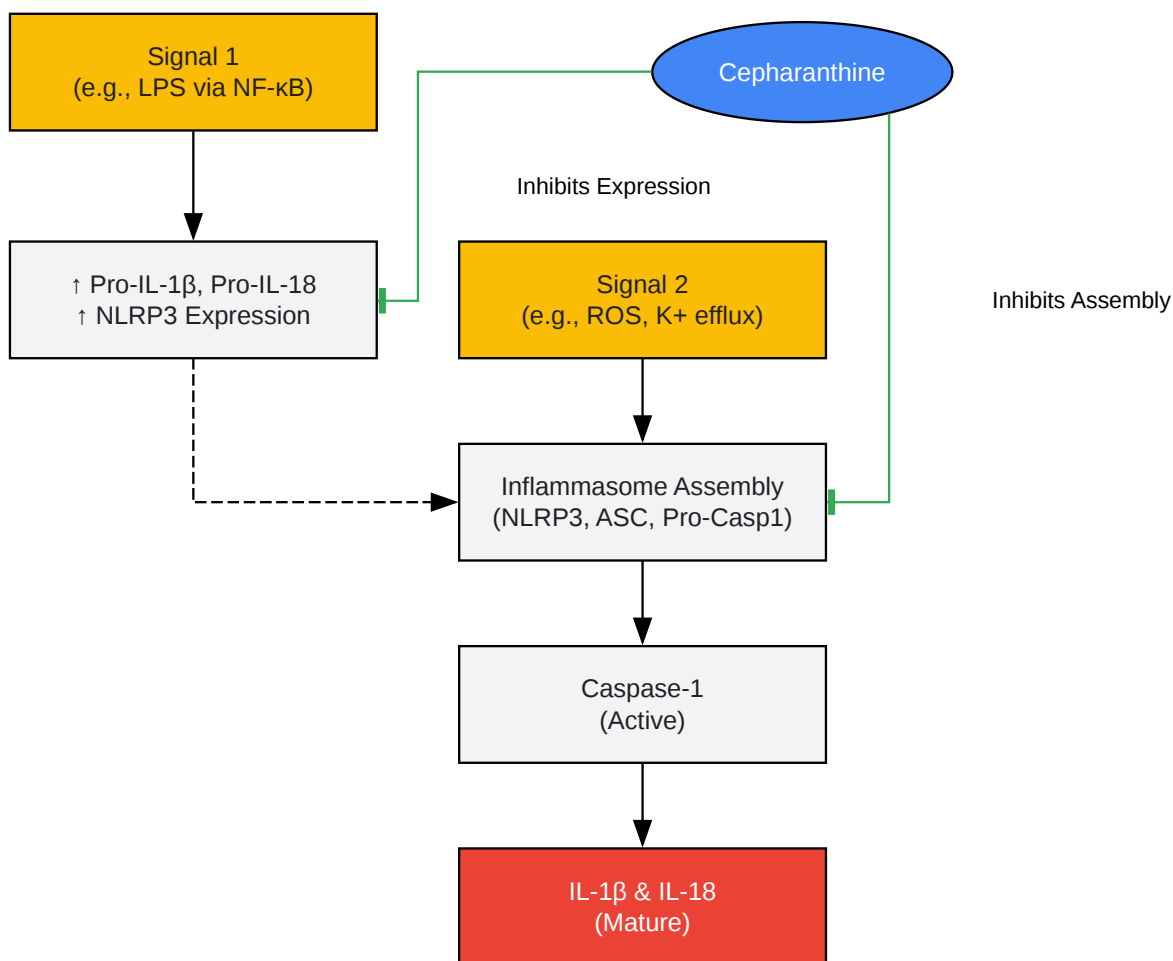 Signal 1
(e.g., LPS via NF-κB)
Cepharanthine
Inhibits Expression
↑ Pro-IL-1β, Pro-IL-18
↑ NLRP3 Expression
Signal 2
(e.g., ROS, K+ efflux)
Inhibits Assembly
Inflammasome Assembly
(NLRP3, ASC, Pro-Casp1)
Caspase-1
(Active)
IL-1β & IL-18
(Mature)